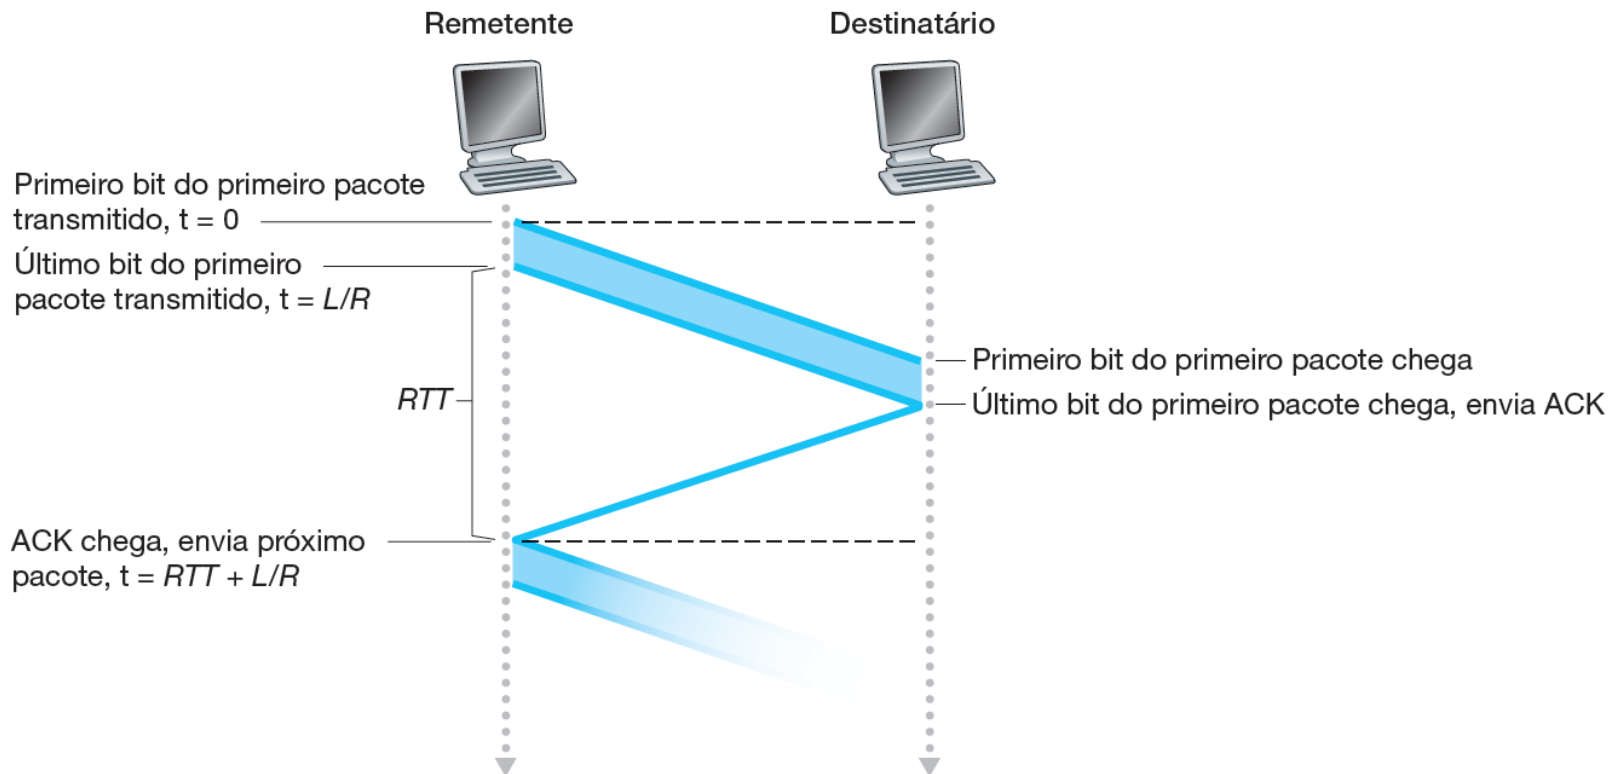 Remetente
Destinatário
Primeiro bit do primeiro pacote
transmitido, t = 0
Último bit do primeiro
pacote transmitido, t = L/R
Primeiro bit do primeiro pacote chega
RTT
Último bit do primeiro pacote chega, envia ACK
ACK chega, envia próximo
pacote, t = RTT + L/R